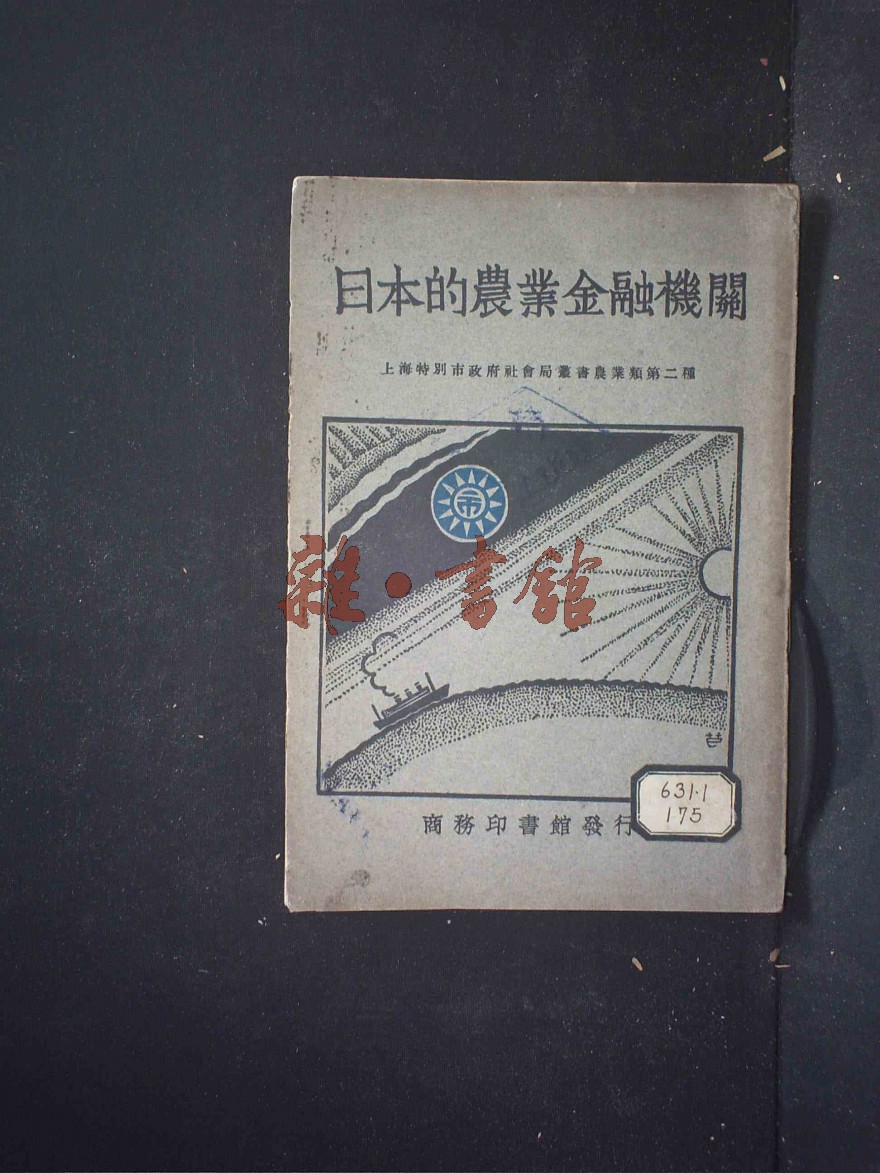 日本的農業金融機關
上海特別市政府社會局叢書農業類第二種
市
雜·書館
631·1
175
商務印書館發行